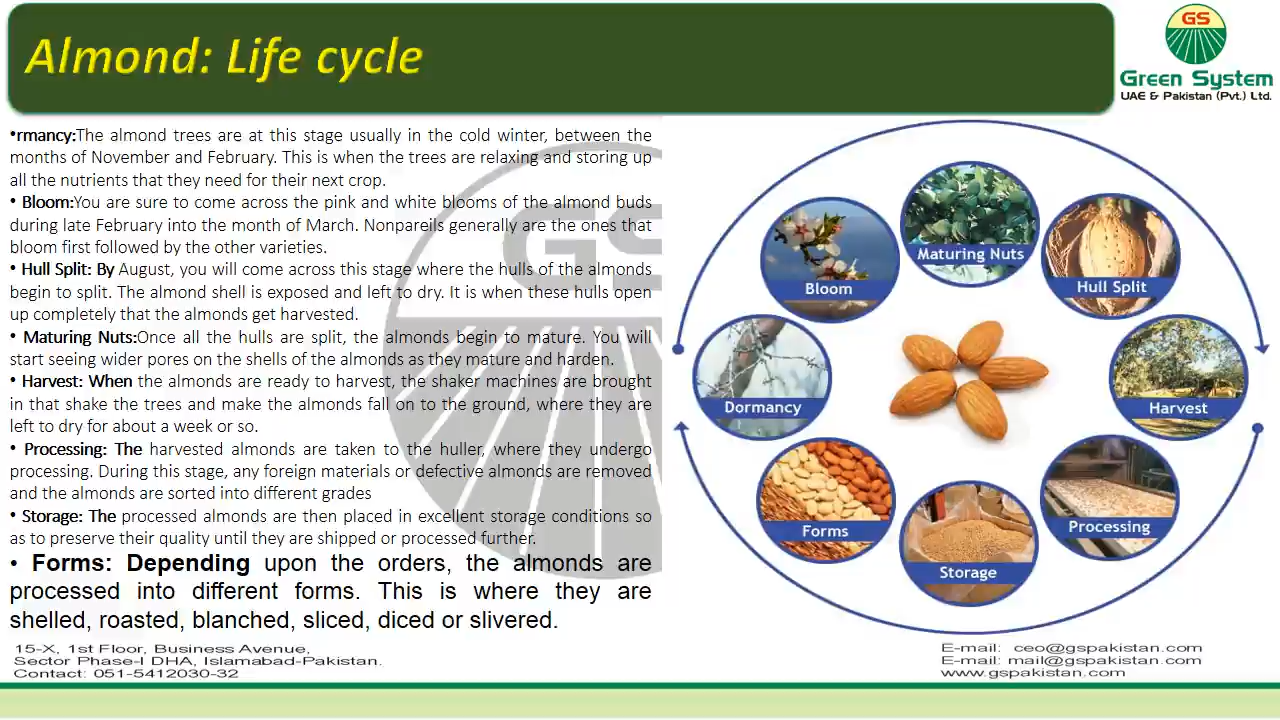 Almond: Life cycle
GS
Green System
UAE & Pakistan (Pvt.) Ltd.
•rmancy:The almond trees are at this stage usually in the cold winter, between the
months of November and February. This is when the trees are relaxing and storing up
all the nutrients that they need for their next crop.
• Bloom:You are sure to come across the pink and white blooms of the almond buds
during late February into the month of March. Nonpareils generally are the ones that
bloom first followed by the other varieties.
• Hull Split: By August, you will come across this stage where the hulls of the almonds
begin to split. The almond shell is exposed and left to dry. It is when these hulls open
up completely that the almonds get harvested.
• Maturing Nuts:Once all the hulls are split, the almonds begin to mature. You will
start seeing wider pores on the shells of the almonds as they mature and harden.
• Harvest: When the almonds are ready to harvest, the shaker machines are brought
in that shake the trees and make the almonds fall on to the ground, where they are
left to dry for about a week or so.
• Processing: The harvested almonds are taken to the huller, where they undergo
processing. During this stage, any foreign materials or defective almonds are removed
and the almonds are sorted into different grades
• Storage: The processed almonds are then placed in excellent storage conditions so
as to preserve their quality until they are shipped or processed further.
• Forms: Depending upon the orders, the almonds are
processed into different forms. This is where they are
shelled, roasted, blanched, sliced, diced or slivered.
GS
Maturing Nuts
Bloom
Hull Split
Dormancy
Harvest
Forms
Processing
Storage
15-X, 1st Floor, Business Avenue,
Sector Phase-I DHA, Islamabad-Pakistan.
Contact: 051-5412030-32
E-mail: ceo@gspakistan.com
E-mail: mail@gspakistan.com
www.gspakistan.com